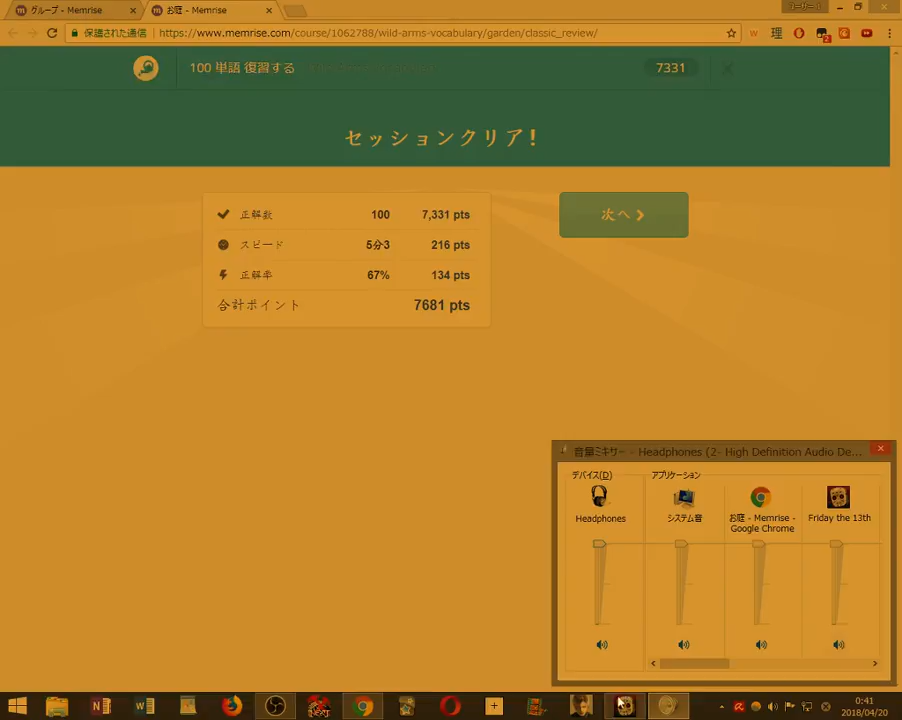 グループ - Memrise
お庭 - Memrise
ユーザー 1
保護された通信
https://www.memrise.com/course/1062788/wild-arms-vocabulary/garden/classic_review/
100 単語 復習する
7331
セッションクリア!
正解数 100 7,331 pts
次へ
スピード 5分3 216 pts
正解率 67% 134 pts
合計ポイント 7681 pts
音量ミキサー - Headphones (2- High Definition Audio De...
デバイス(D)
アプリケーション
Headphones
システム音
お庭 - Memrise -
Google Chrome
Friday the 13th
0:41
2018/04/20